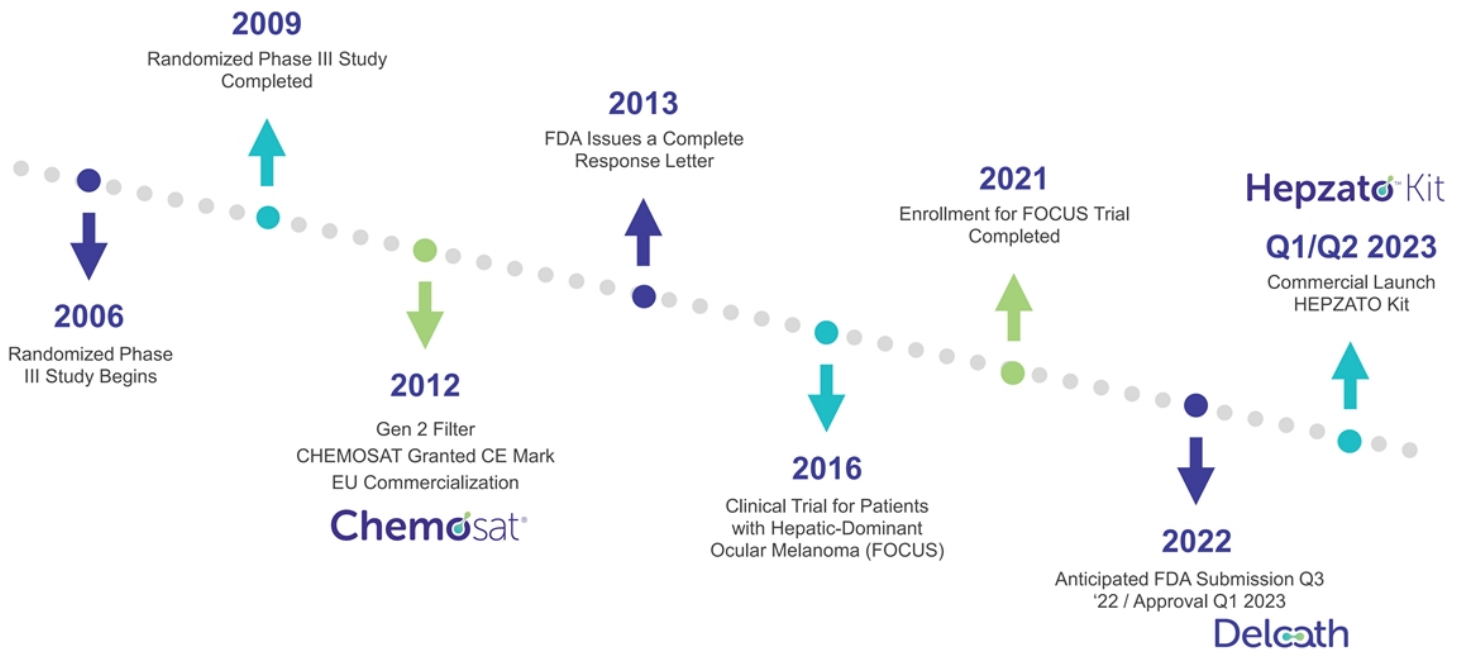 2009
Randomized Phase III Study
Completed
2006
Randomized Phase
III Study Begins
2012
Gen 2 Filter
CHEMOSAT Granted CE Mark
EU Commercialization
Chemosat®
2013
FDA Issues a Complete
Response Letter
2016
Clinical Trial for Patients
with Hepatic-Dominant
Ocular Melanoma (FOCUS)
2021
Enrollment for FOCUS Trial
Completed
2022
Anticipated FDA Submission Q3
‘22 / Approval Q1 2023
Delcath
Hepzato™ Kit
Q1/Q2 2023
Commercial Launch
HEPZATO Kit